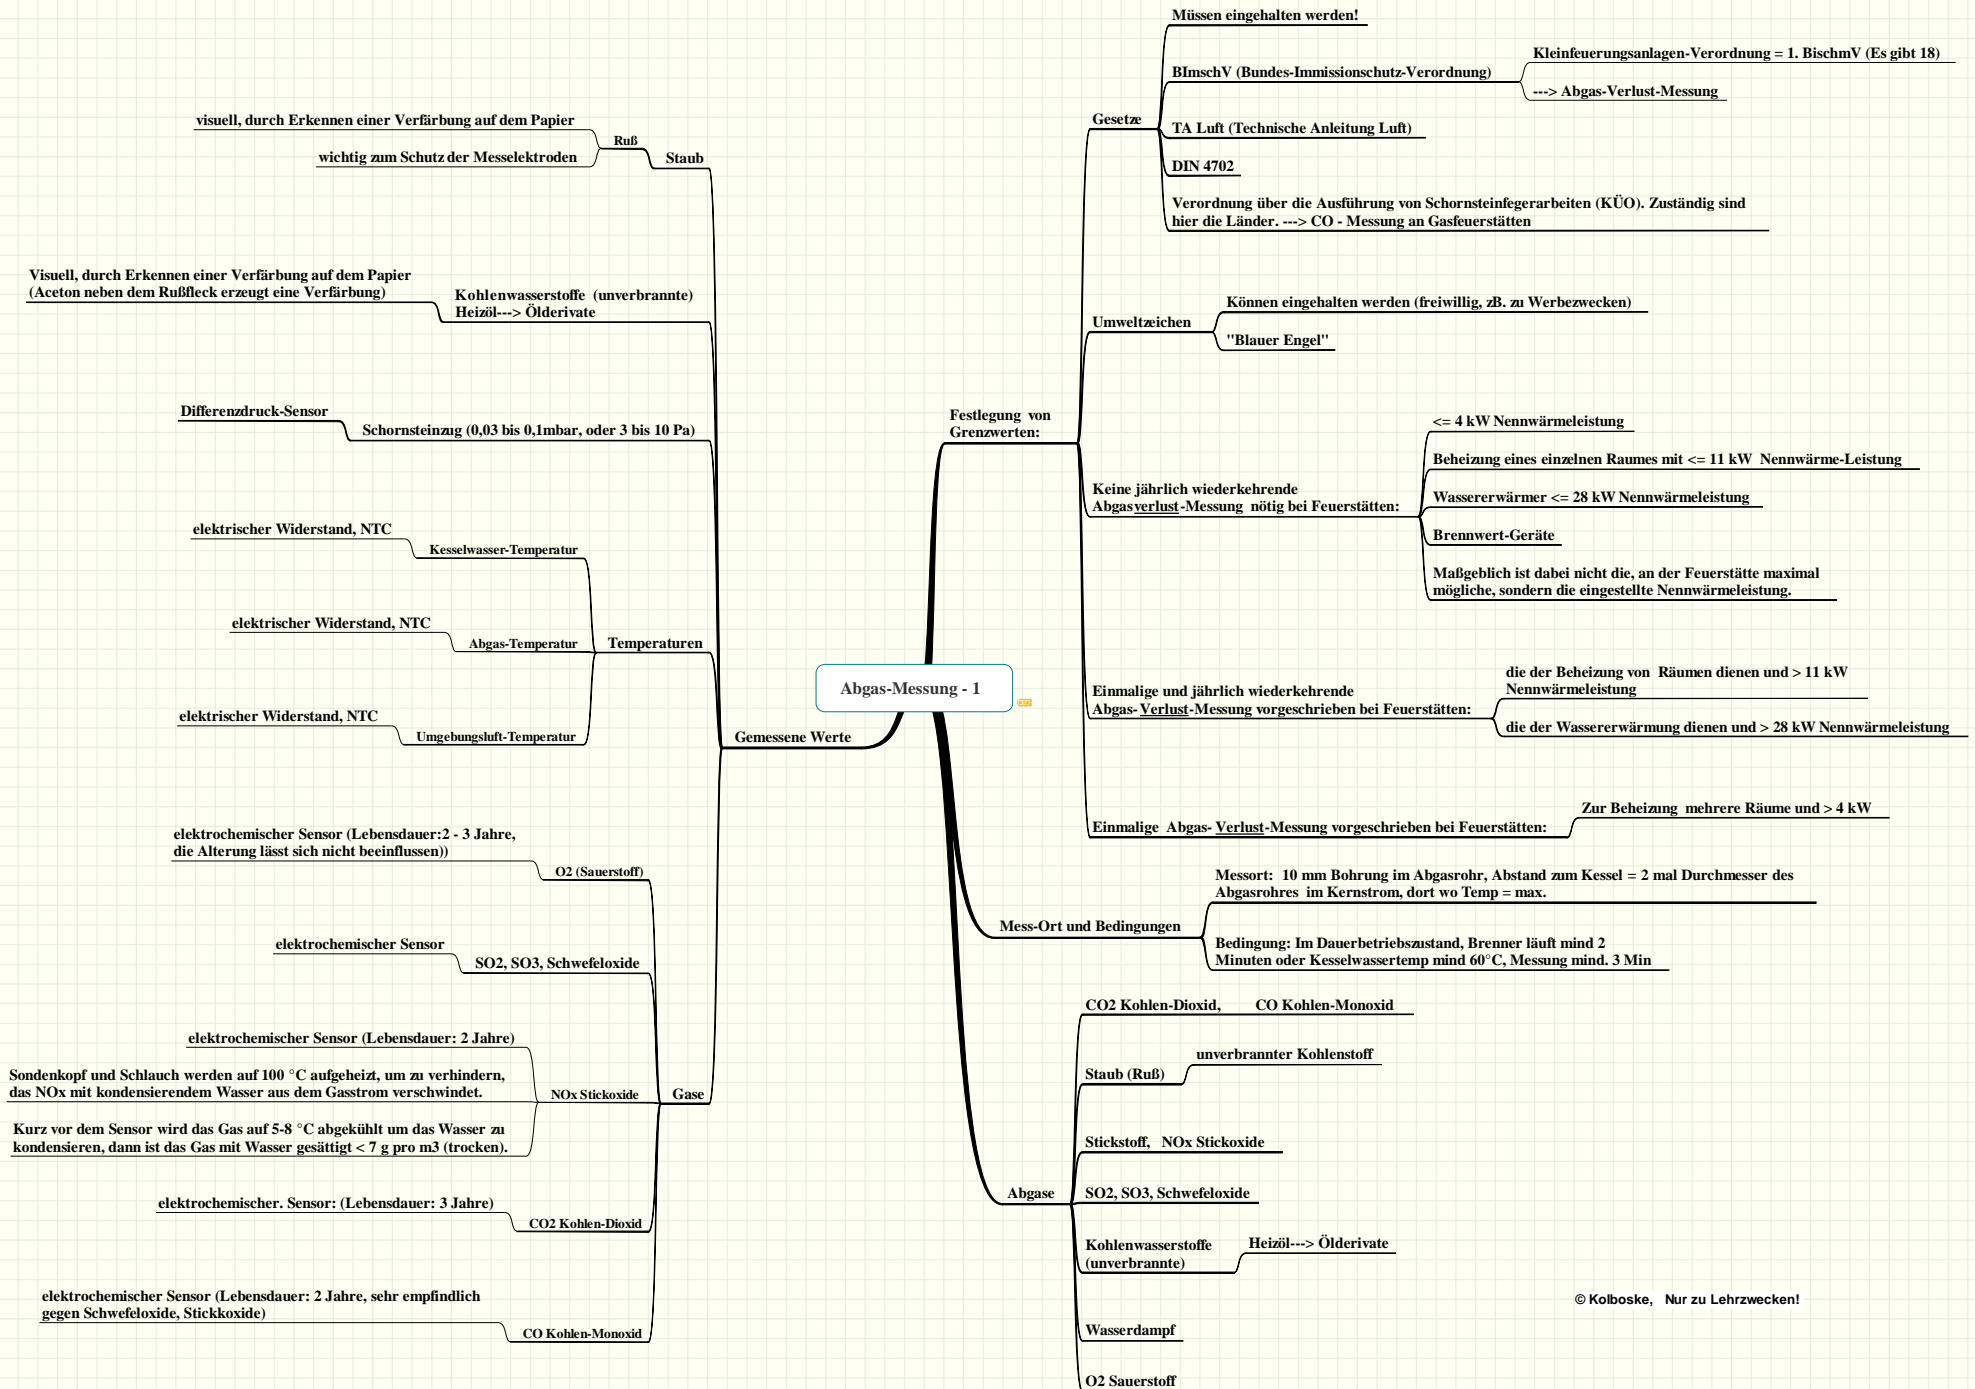 Abgas-Messung - 1
Festlegung von
Grenzwerten:
Gesetze
Müssen eingehalten werden!
BImschV (Bundes-Immissionschutz-Verordnung)
Kleinfeuerungsanlagen-Verordnung = 1. BischmV (Es gibt 18)
---> Abgas-Verlust-Messung
TA Luft (Technische Anleitung Luft)
DIN 4702
Verordnung über die Ausführung von Schornsteinfegerarbeiten (KÜO). Zuständig sind
hier die Länder. ---> CO - Messung an Gasfeuerstätten
Umweltzeichen
Können eingehalten werden (freiwillig, zB. zu Werbezwecken)
"Blauer Engel"
Keine jährlich wiederkehrende
Abgasverlust-Messung nötig bei Feuerstätten:
<= 4 kW Nennwärmeleistung
Beheizung eines einzelnen Raumes mit <= 11 kW Nennwärme-Leistung
Wassererwärmer <= 28 kW Nennwärmeleistung
Brennwert-Geräte
Maßgeblich ist dabei nicht die, an der Feuerstätte maximal
mögliche, sondern die eingestellte Nennwärmeleistung.
Einmalige und jährlich wiederkehrende
Abgas-Verlust-Messung vorgeschrieben bei Feuerstätten:
die der Beheizung von Räumen dienen und > 11 kW
Nennwärmeleistung
die der Wassererwärmung dienen und > 28 kW Nennwärmeleistung
Einmalige Abgas- Verlust-Messung vorgeschrieben bei Feuerstätten:
Zur Beheizung mehrere Räume und > 4 kW
Mess-Ort und Bedingungen
Messort: 10 mm Bohrung im Abgasrohr, Abstand zum Kessel = 2 mal Durchmesser des
Abgasrohres im Kernstrom, dort wo Temp = max.
Bedingung: Im Dauerbetriebszustand, Brenner läuft mind 2
Minuten oder Kesselwassertemp mind 60°C, Messung mind. 3 Min
Abgase
CO2 Kohlen-Dioxid, CO Kohlen-Monoxid
Staub (Ruß)
unverbrannter Kohlenstoff
Stickstoff, NOx Stickoxide
SO2, SO3, Schwefeloxide
Kohlenwasserstoffe
(unverbrannte)
Heizöl---> Ölderivate
Wasserdampf
O2 Sauerstoff
Gemessene Werte
Staub
Ruß
visuell, durch Erkennen einer Verfärbung auf dem Papier
wichtig zum Schutz der Messelektroden
Kohlenwasserstoffe (unverbrannte)
Heizöl---> Ölderivate
Visuell, durch Erkennen einer Verfärbung auf dem Papier
(Aceton neben dem Rußfleck erzeugt eine Verfärbung)
Schornsteinzug (0,03 bis 0,1mbar, oder 3 bis 10 Pa)
Differenzdruck-Sensor
Temperaturen
Kesselwasser-Temperatur
elektrischer Widerstand, NTC
Abgas-Temperatur
elektrischer Widerstand, NTC
Umgebungsluft-Temperatur
elektrischer Widerstand, NTC
Gase
O2 (Sauerstoff)
elektrochemischer Sensor (Lebensdauer:2 - 3 Jahre,
die Alterung lässt sich nicht beeinflussen))
SO2, SO3, Schwefeloxide
elektrochemischer Sensor
NOx Stickoxide
elektrochemischer Sensor (Lebensdauer: 2 Jahre)
Sondenkopf und Schlauch werden auf 100 °C aufgeheizt, um zu verhindern,
das NOx mit kondensierendem Wasser aus dem Gasstrom verschwindet.
Kurz vor dem Sensor wird das Gas auf 5-8 °C abgekühlt um das Wasser zu
kondensieren, dann ist das Gas mit Wasser gesättigt < 7 g pro m3 (trocken).
CO2 Kohlen-Dioxid
elektrochemischer. Sensor: (Lebensdauer: 3 Jahre)
CO Kohlen-Monoxid
elektrochemischer Sensor (Lebensdauer: 2 Jahre, sehr empfindlich
gegen Schwefeloxide, Stickkoxide)
© Kolboske, Nur zu Lehrzwecken!